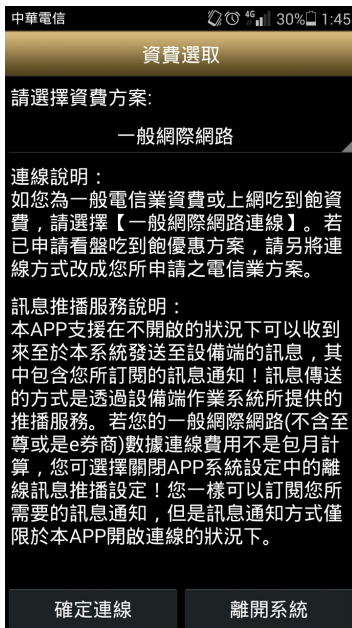 中華電信 4G 30% 1:45
資費選取
請選擇資費方案:
一般網際網路
連線說明：
如您為一般電信業資費或上網吃到飽資
費，請選擇【一般網際網路連線】。若
已申請看盤吃到飽優惠方案，請另將連
線方式改成您所申請之電信業方案。
訊息推播服務說明：
本APP支援在不開啟的狀況下可以收到
來至於本系統發送至設備端的訊息，其
中包含您所訂閱的訊息通知！訊息傳送
的方式是透過設備端作業系統所提供的
推播服務。若您的一般網際網路(不含至
尊或是e券商)數據連線費用不是包月計
算，您可選擇關閉APP系統設定中的離
線訊息推播設定！您一樣可以訂閱您所
需要的訊息通知，但是訊息通知方式僅
限於本APP開啟連線的狀況下。
確定連線 離開系統